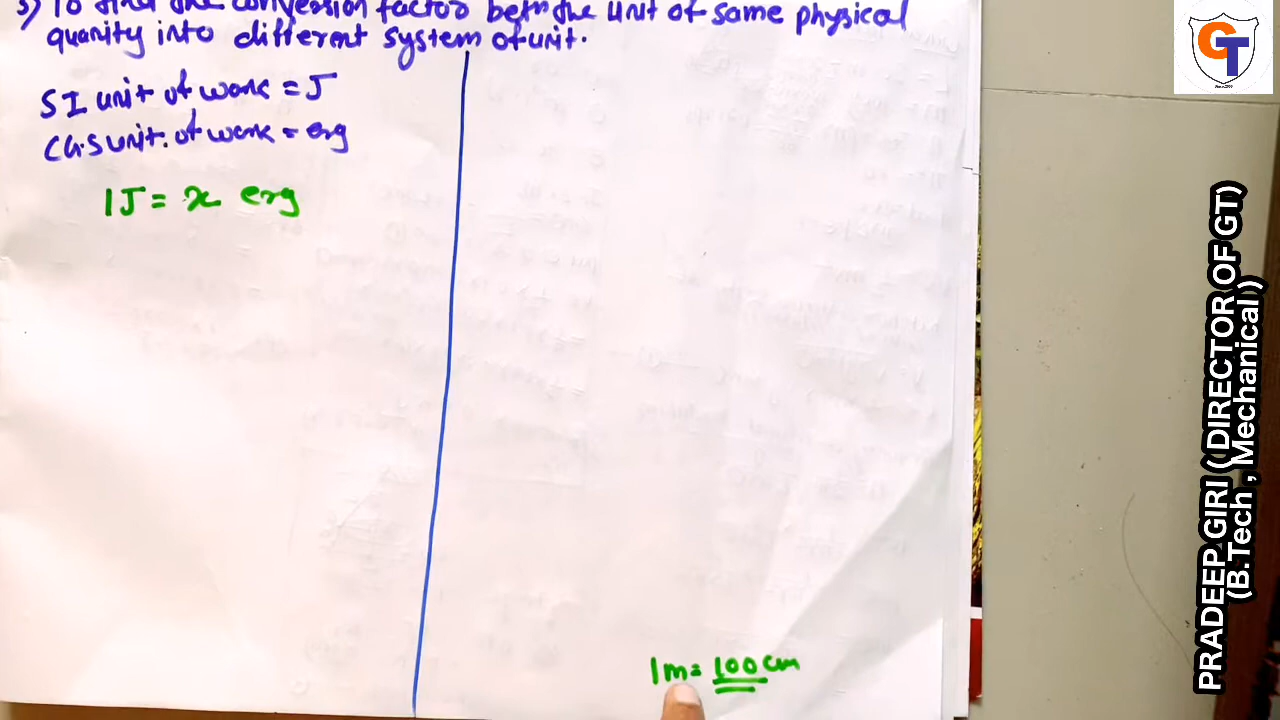 3) To find the conversion factor betn the unit of same physical
quanity into different system of unit.
SI unit of work = J
CG.S unit. of work = erg
1J = x erg
1m = 100 cm
GT
PRADEEP GIRI ( DIRECTOR OF GT)
(B.Tech , Mechanical )